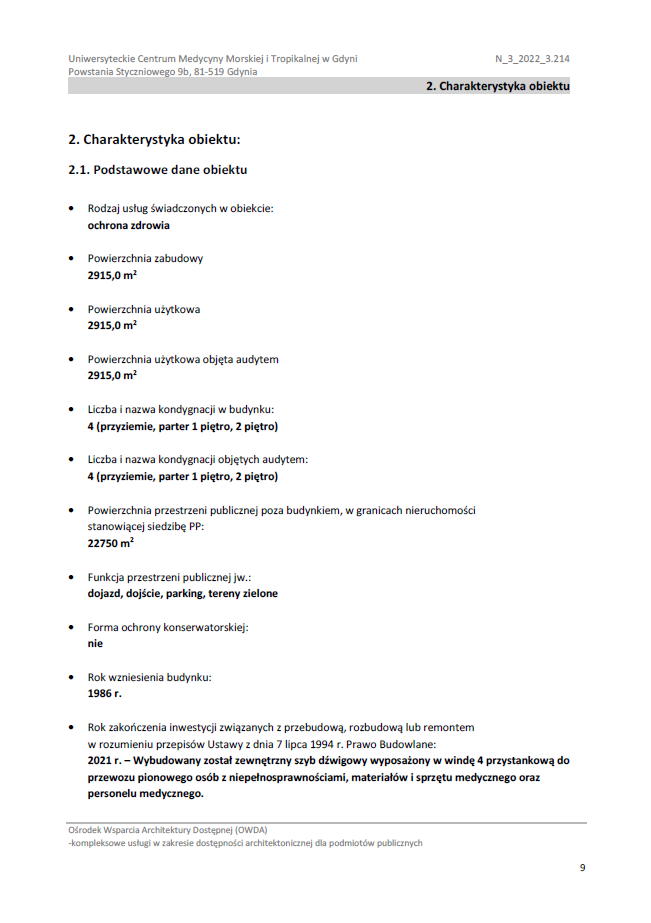 Uniwersyteckie Centrum Medycyny Morskiej i Tropikalnej w Gdyni N_3_2022_3.214
Powstania Styczniowego 9b, 81-519 Gdynia
2. Charakterystyka obiektu
2. Charakterystyka obiektu:
2.1. Podstawowe dane obiektu
• Rodzaj usług świadczonych w obiekcie:
ochrona zdrowia
• Powierzchnia zabudowy
2915,0 m²
• Powierzchnia użytkowa
2915,0 m²
• Powierzchnia użytkowa objęta audytem
2915,0 m²
• Liczba i nazwa kondygnacji w budynku:
4 (przyziemie, parter 1 piętro, 2 piętro)
• Liczba i nazwa kondygnacji objętych audytem:
4 (przyziemie, parter 1 piętro, 2 piętro)
• Powierzchnia przestrzeni publicznej poza budynkiem, w granicach nieruchomości
stanowiącej siedzibę PP:
22750 m²
• Funkcja przestrzeni publicznej jw.:
dojazd, dojście, parking, tereny zielone
• Forma ochrony konserwatorskiej:
nie
• Rok wzniesienia budynku:
1986 r.
• Rok zakończenia inwestycji związanych z przebudową, rozbudową lub remontem
w rozumieniu przepisów Ustawy z dnia 7 lipca 1994 r. Prawo Budowlane:
2021 r. – Wybudowany został zewnętrzny szyb dźwigowy wyposażony w windę 4 przystankową do
przewozu pionowego osób z niepełnosprawnościami, materiałów i sprzętu medycznego oraz
personelu medycznego.
Ośrodek Wsparcia Architektury Dostępnej (OWDA)
-kompleksowe usługi w zakresie dostępności architektonicznej dla podmiotów publicznych
9